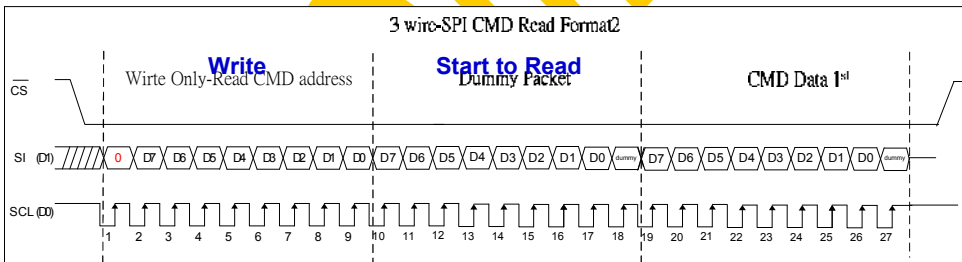 3 wire-SPI CMD Read Format2
Write Start to Read
Wirte Only-Read CMD address Dummy Packet CMD Data 1st
CS
SI (D1) 0 D7 D6 D5 D4 D3 D2 D1 D0 D7 D6 D5 D4 D3 D2 D1 D0 dummy D7 D6 D5 D4 D3 D2 D1 D0 dummy
SCL (D0)
1 2 3 4 5 6 7 8 9 10 11 12 13 14 15 16 17 18 19 20 21 22 23 24 25 26 27